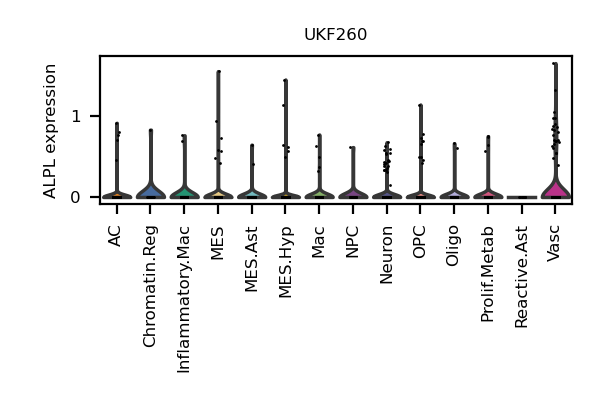 UKF260
ALPL expression
1
0
AC
Chromatin.Reg
Inflammatory.Mac
MES
MES.Ast
MES.Hyp
Mac
NPC
Neuron
OPC
Oligo
Prolif.Metab
Reactive.Ast
Vasc